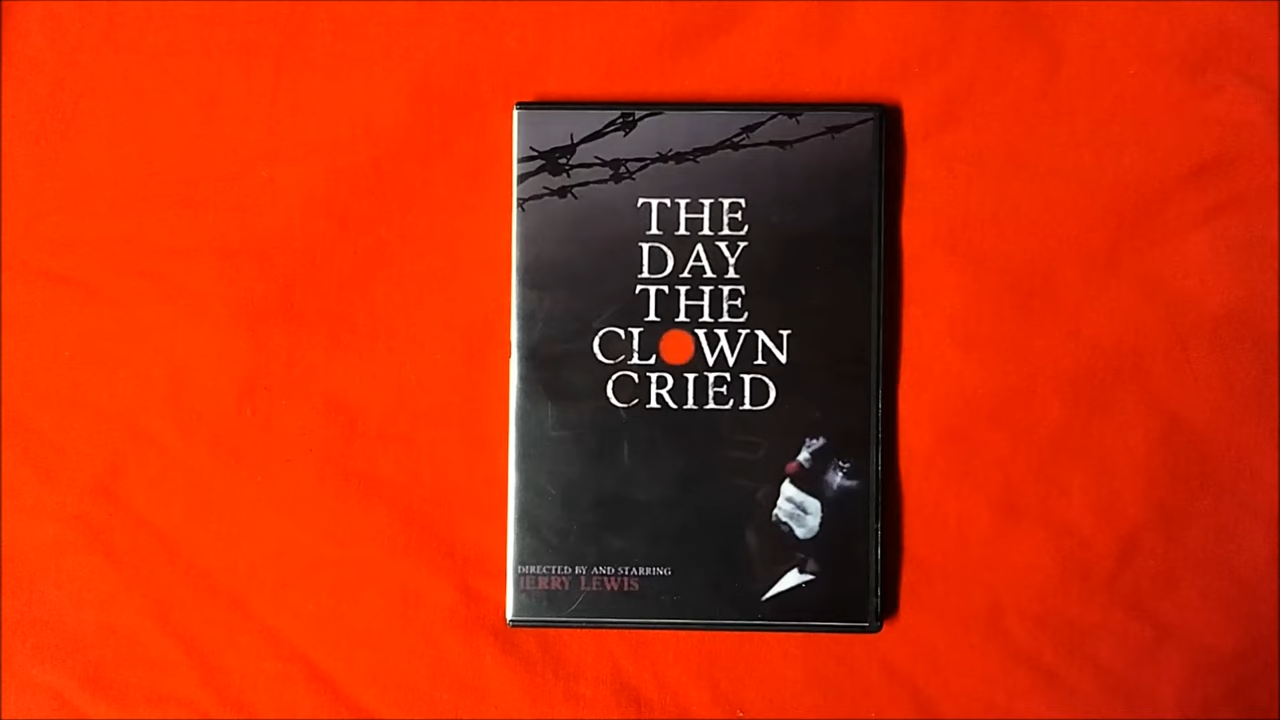 THE
DAY
THE
CLOWN
CRIED
DIRECTED BY AND STARRING
JERRY LEWIS